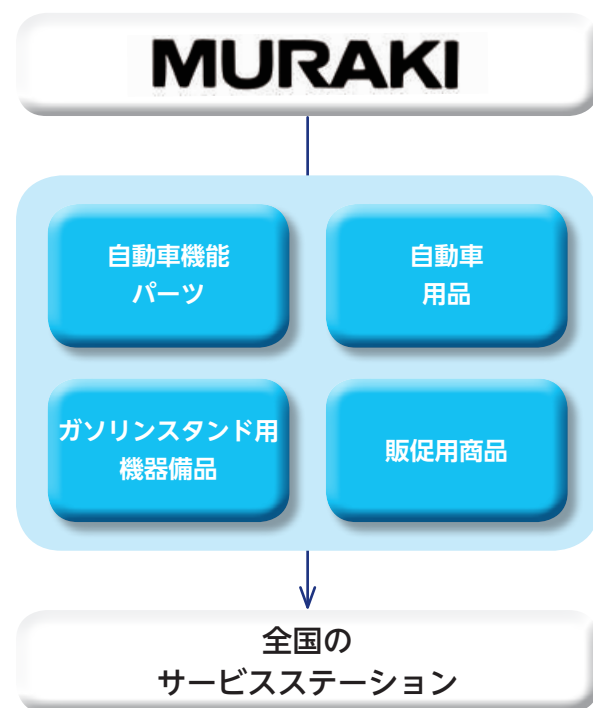 MURAKI
自動車機能
パーツ
自動車
用品
ガソリンスタンド用
機器備品
販促用商品
全国の
サービスステーション